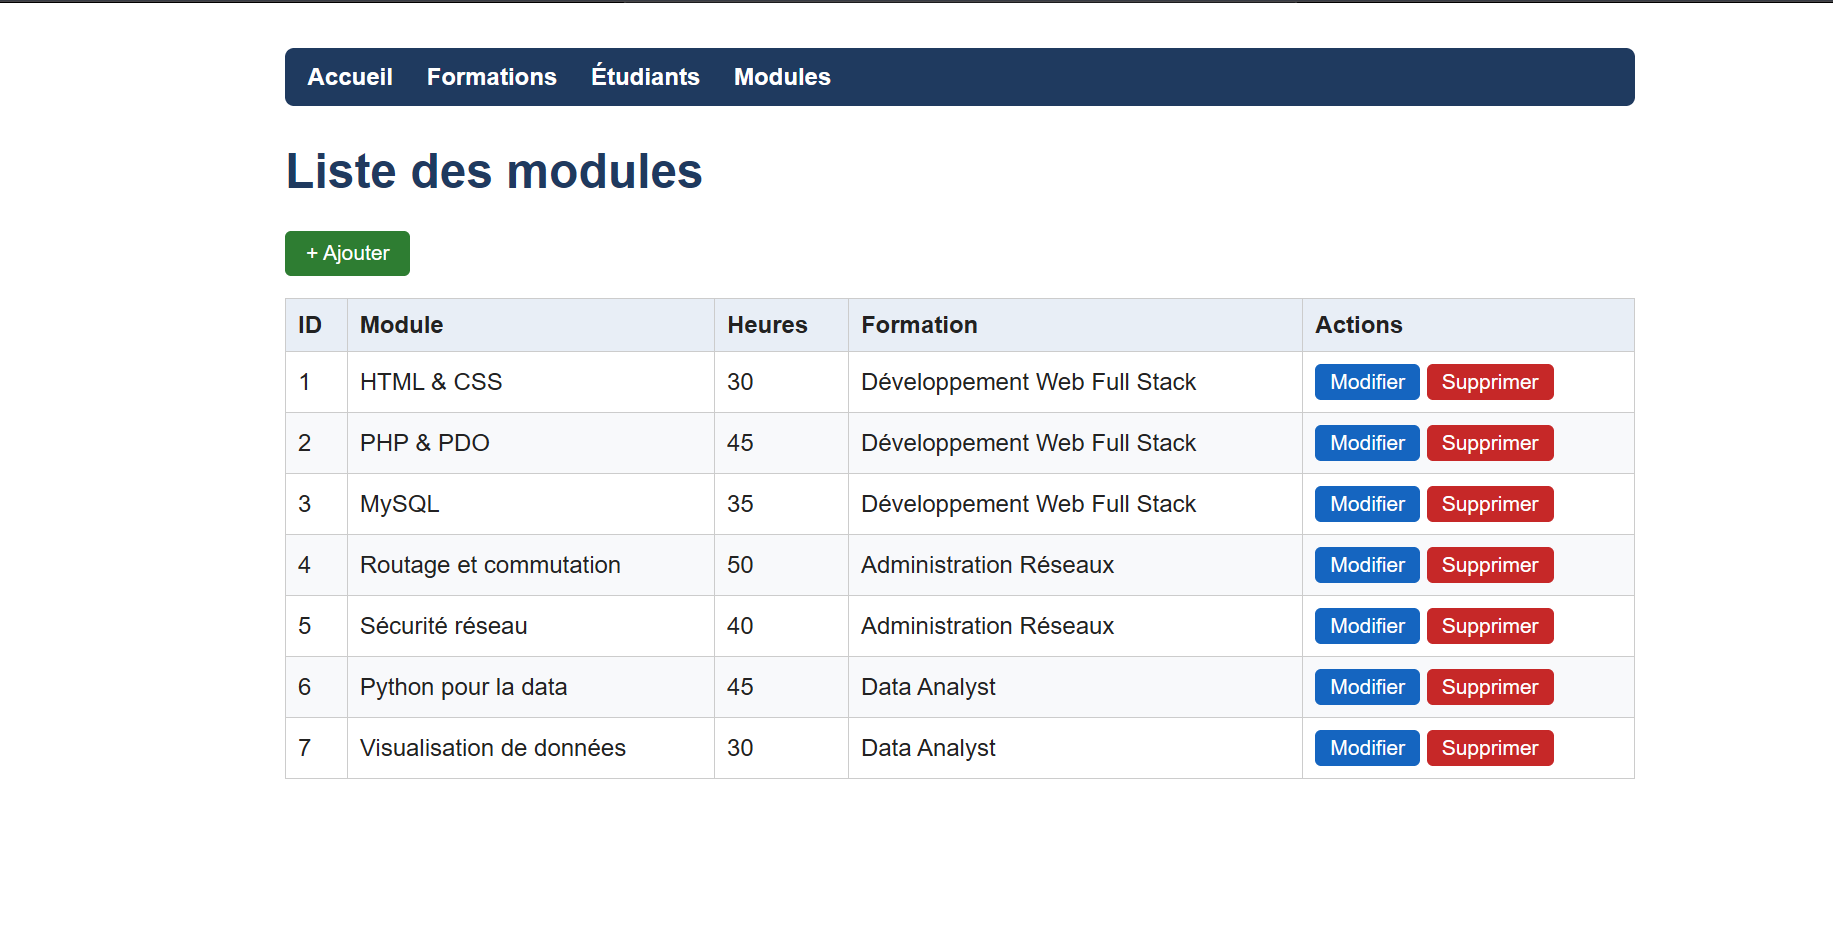 Accueil Formations Étudiants Modules
Liste des modules
+ Ajouter
ID Module Heures Formation Actions
1 HTML & CSS 30 Développement Web Full Stack Modifier Supprimer
2 PHP & PDO 45 Développement Web Full Stack Modifier Supprimer
3 MySQL 35 Développement Web Full Stack Modifier Supprimer
4 Routage et commutation 50 Administration Réseaux Modifier Supprimer
5 Sécurité réseau 40 Administration Réseaux Modifier Supprimer
6 Python pour la data 45 Data Analyst Modifier Supprimer
7 Visualisation de données 30 Data Analyst Modifier Supprimer